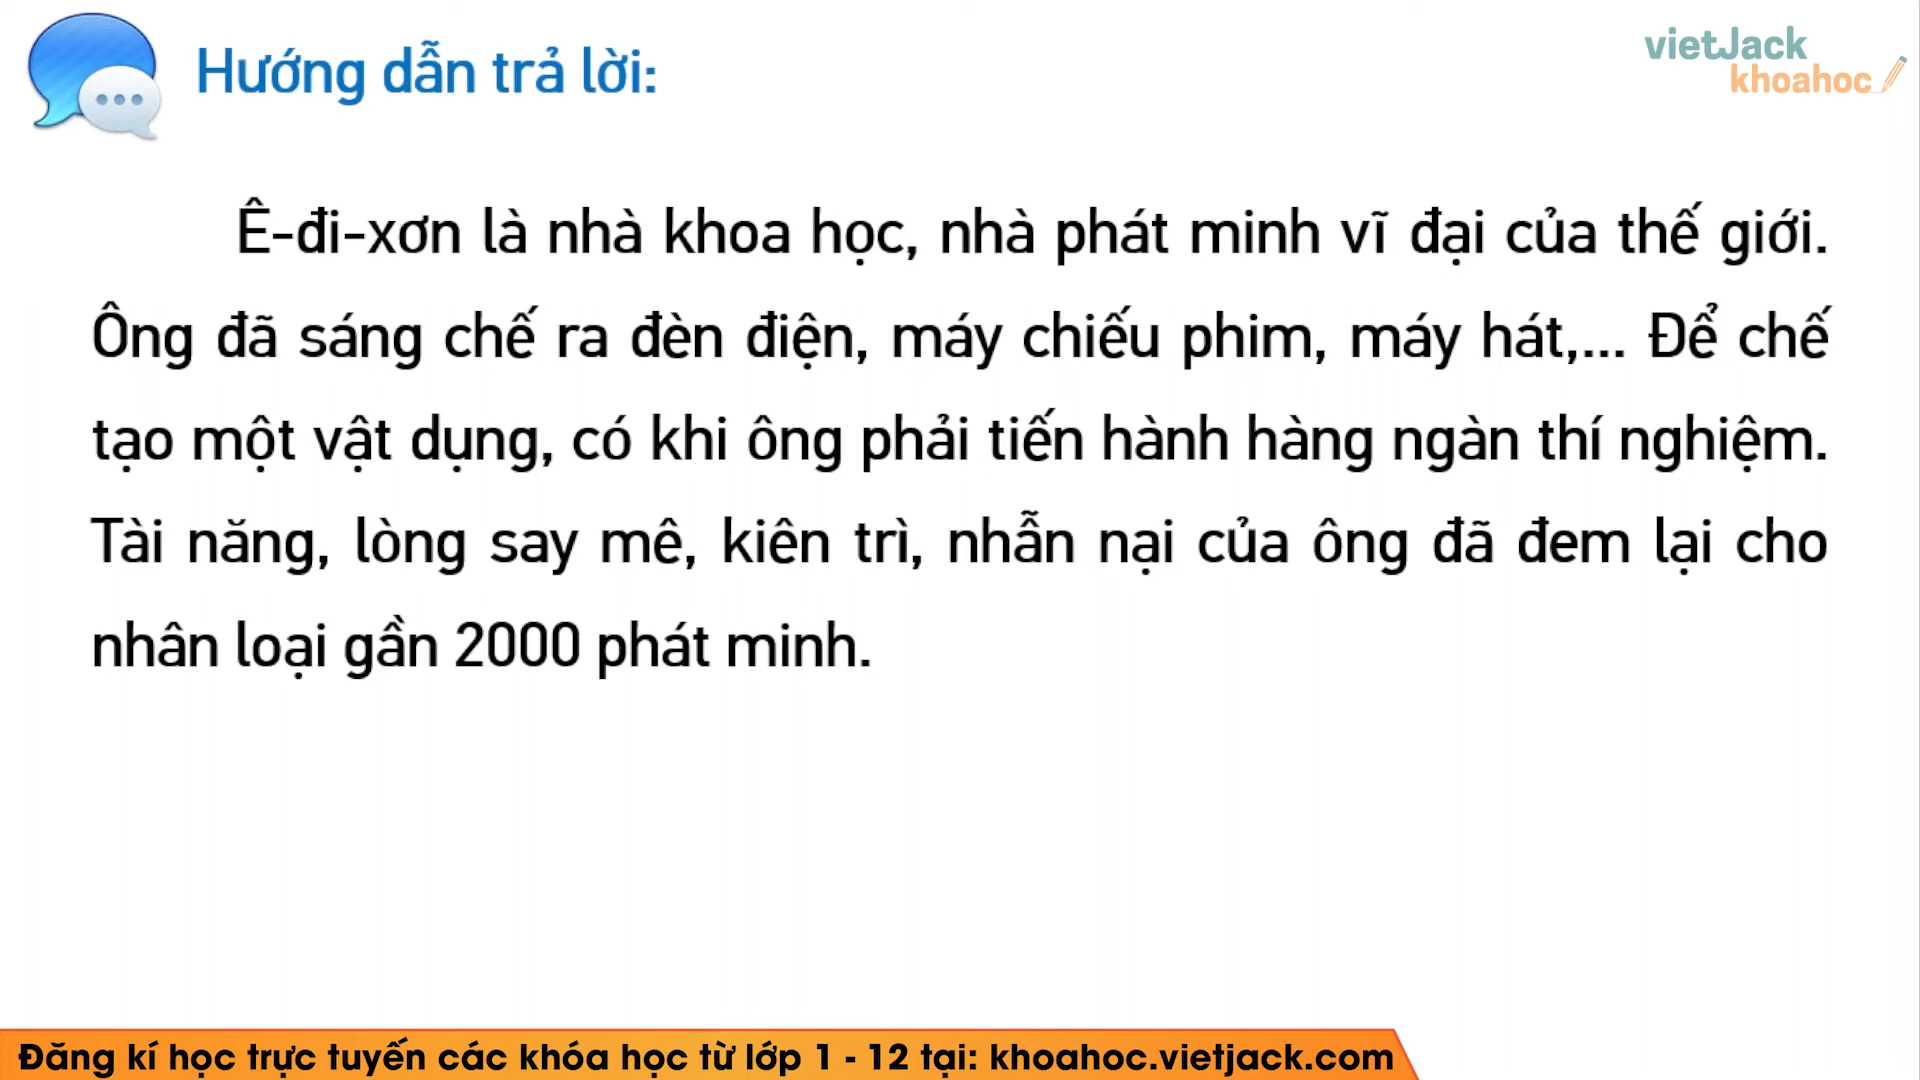 Hướng dẫn trả lời:
vietJack
khoahoc
Ê-đi-xơn là nhà khoa học, nhà phát minh vĩ đại của thế giới.
Ông đã sáng chế ra đèn điện, máy chiếu phim, máy hát,... Để chế
tạo một vật dụng, có khi ông phải tiến hành hàng ngàn thí nghiệm.
Tài năng, lòng say mê, kiên trì, nhẫn nại của ông đã đem lại cho
nhân loại gần 2000 phát minh.
Đăng kí học trực tuyến các khóa học từ lớp 1 - 12 tại: khoahoc.vietjack.com